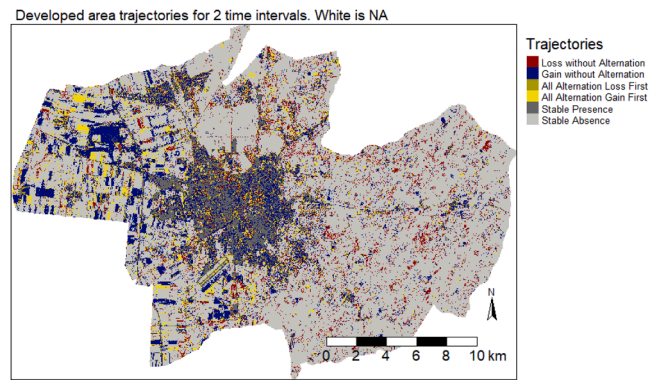 Developed area trajectories for 2 time intervals. White is NA
Trajectories
Loss without Alternation
Gain without Alternation
All Alternation Loss First
All Alternation Gain First
Stable Presence
Stable Absence
N
0 2 4 6 8 10 km